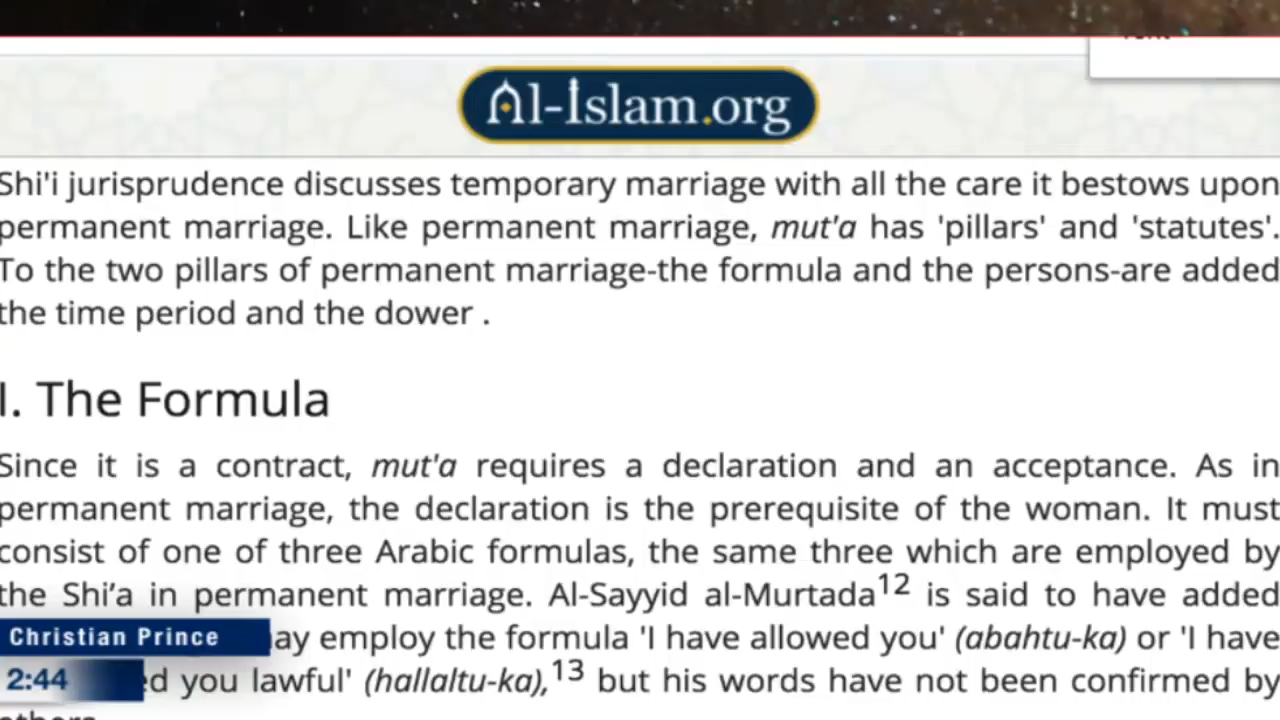 Al-Islam.org
Shi'i jurisprudence discusses temporary marriage with all the care it bestows upon
permanent marriage. Like permanent marriage, mut'a has 'pillars' and 'statutes'.
To the two pillars of permanent marriage-the formula and the persons-are added
the time period and the dower .
I. The Formula
Since it is a contract, mut'a requires a declaration and an acceptance. As in
permanent marriage, the declaration is the prerequisite of the woman. It must
consist of one of three Arabic formulas, the same three which are employed by
the Shi’a in permanent marriage. Al-Sayyid al-Murtada12 is said to have added
Christian Prince ay employ the formula 'I have allowed you' (abahtu-ka) or 'I have
2:44 ed you lawful' (hallaltu-ka),13 but his words have not been confirmed by